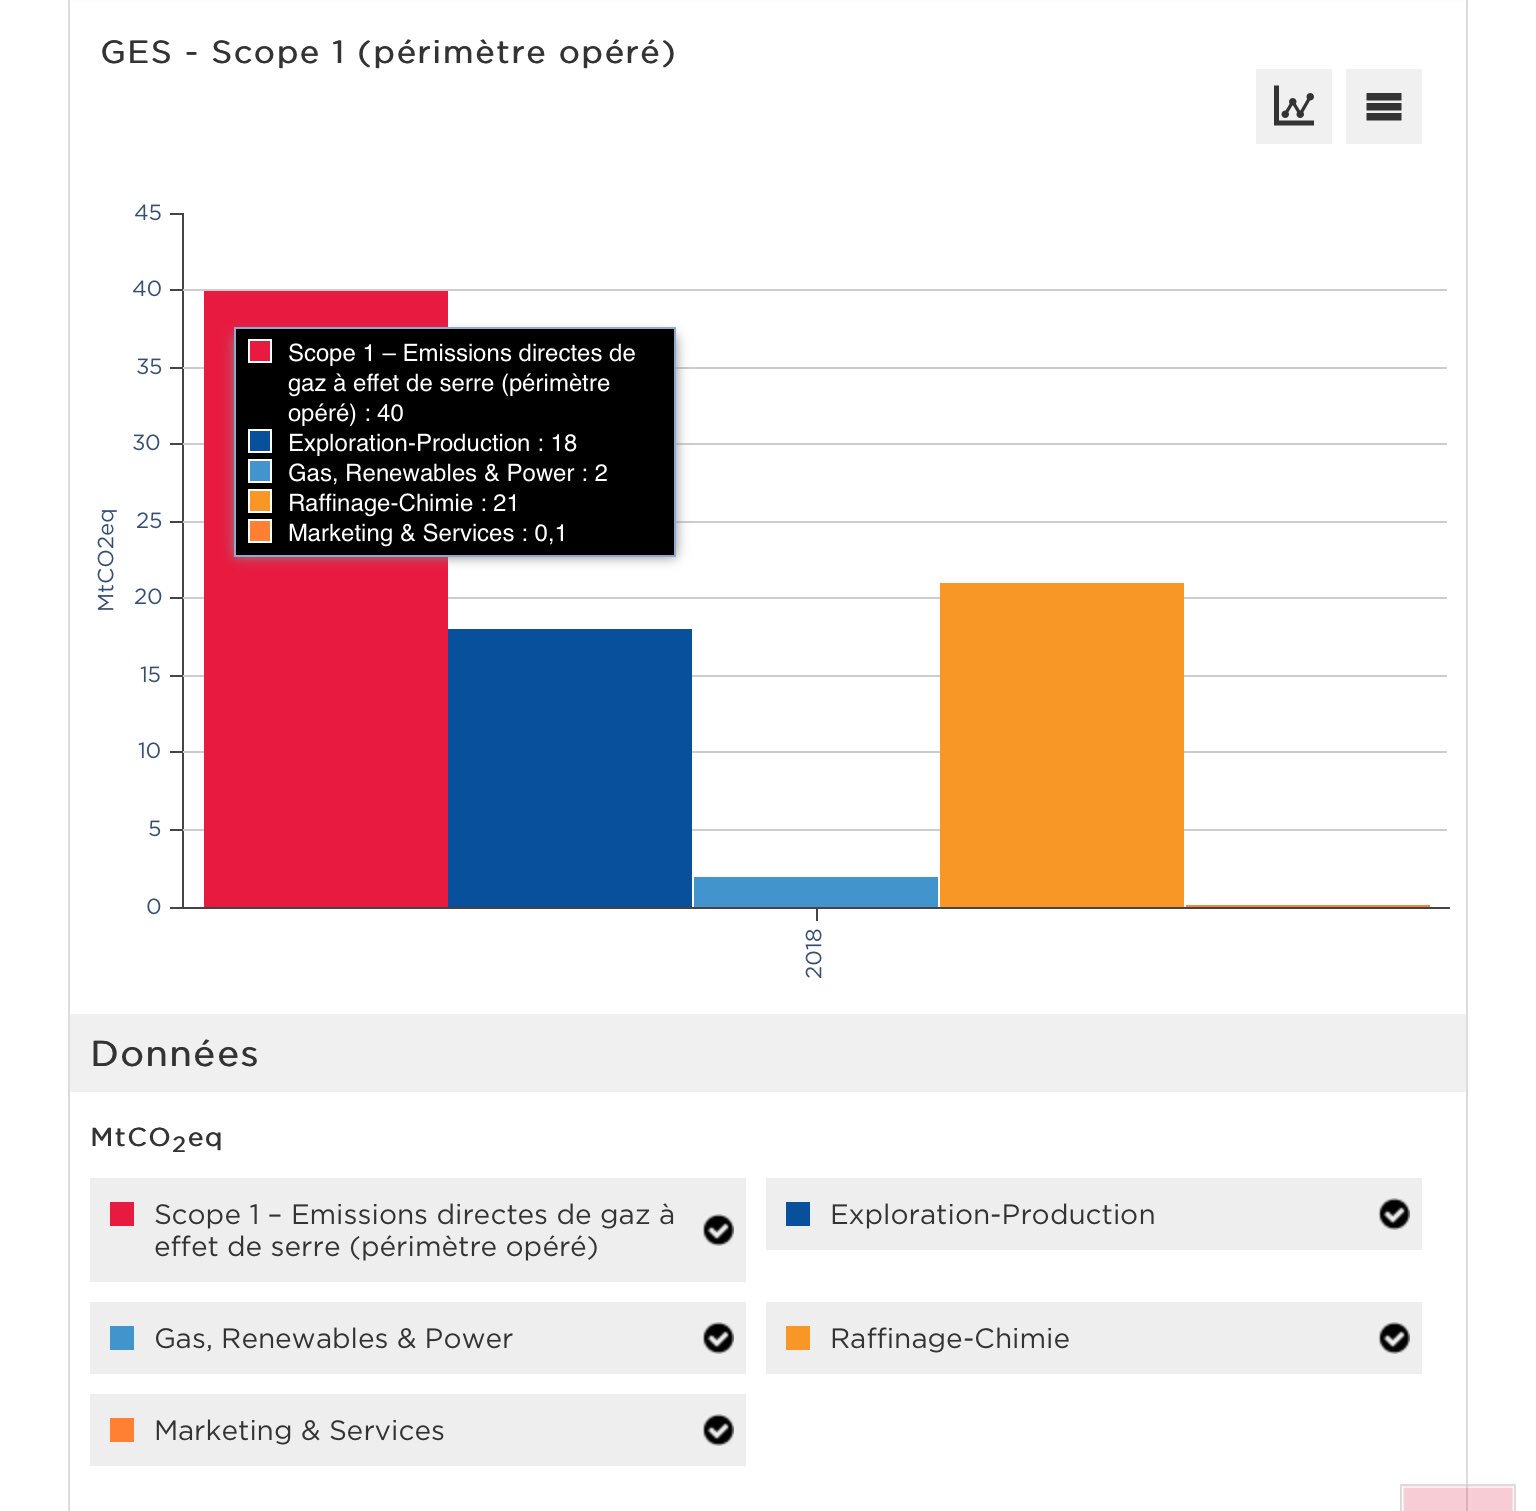 GES - Scope 1 (périmètre opéré)
45
40
35
30
25
20
15
10
5
0
MtCO2eq
Scope 1 – Emissions directes de
gaz à effet de serre (périmètre
opéré) : 40
Exploration-Production : 18
Gas, Renewables & Power : 2
Raffinage-Chimie : 21
Marketing & Services : 0,1
2018
Données
MtCO₂eq
Scope 1 – Emissions directes de gaz à
effet de serre (périmètre opéré)
Exploration-Production
Gas, Renewables & Power
Raffinage-Chimie
Marketing & Services